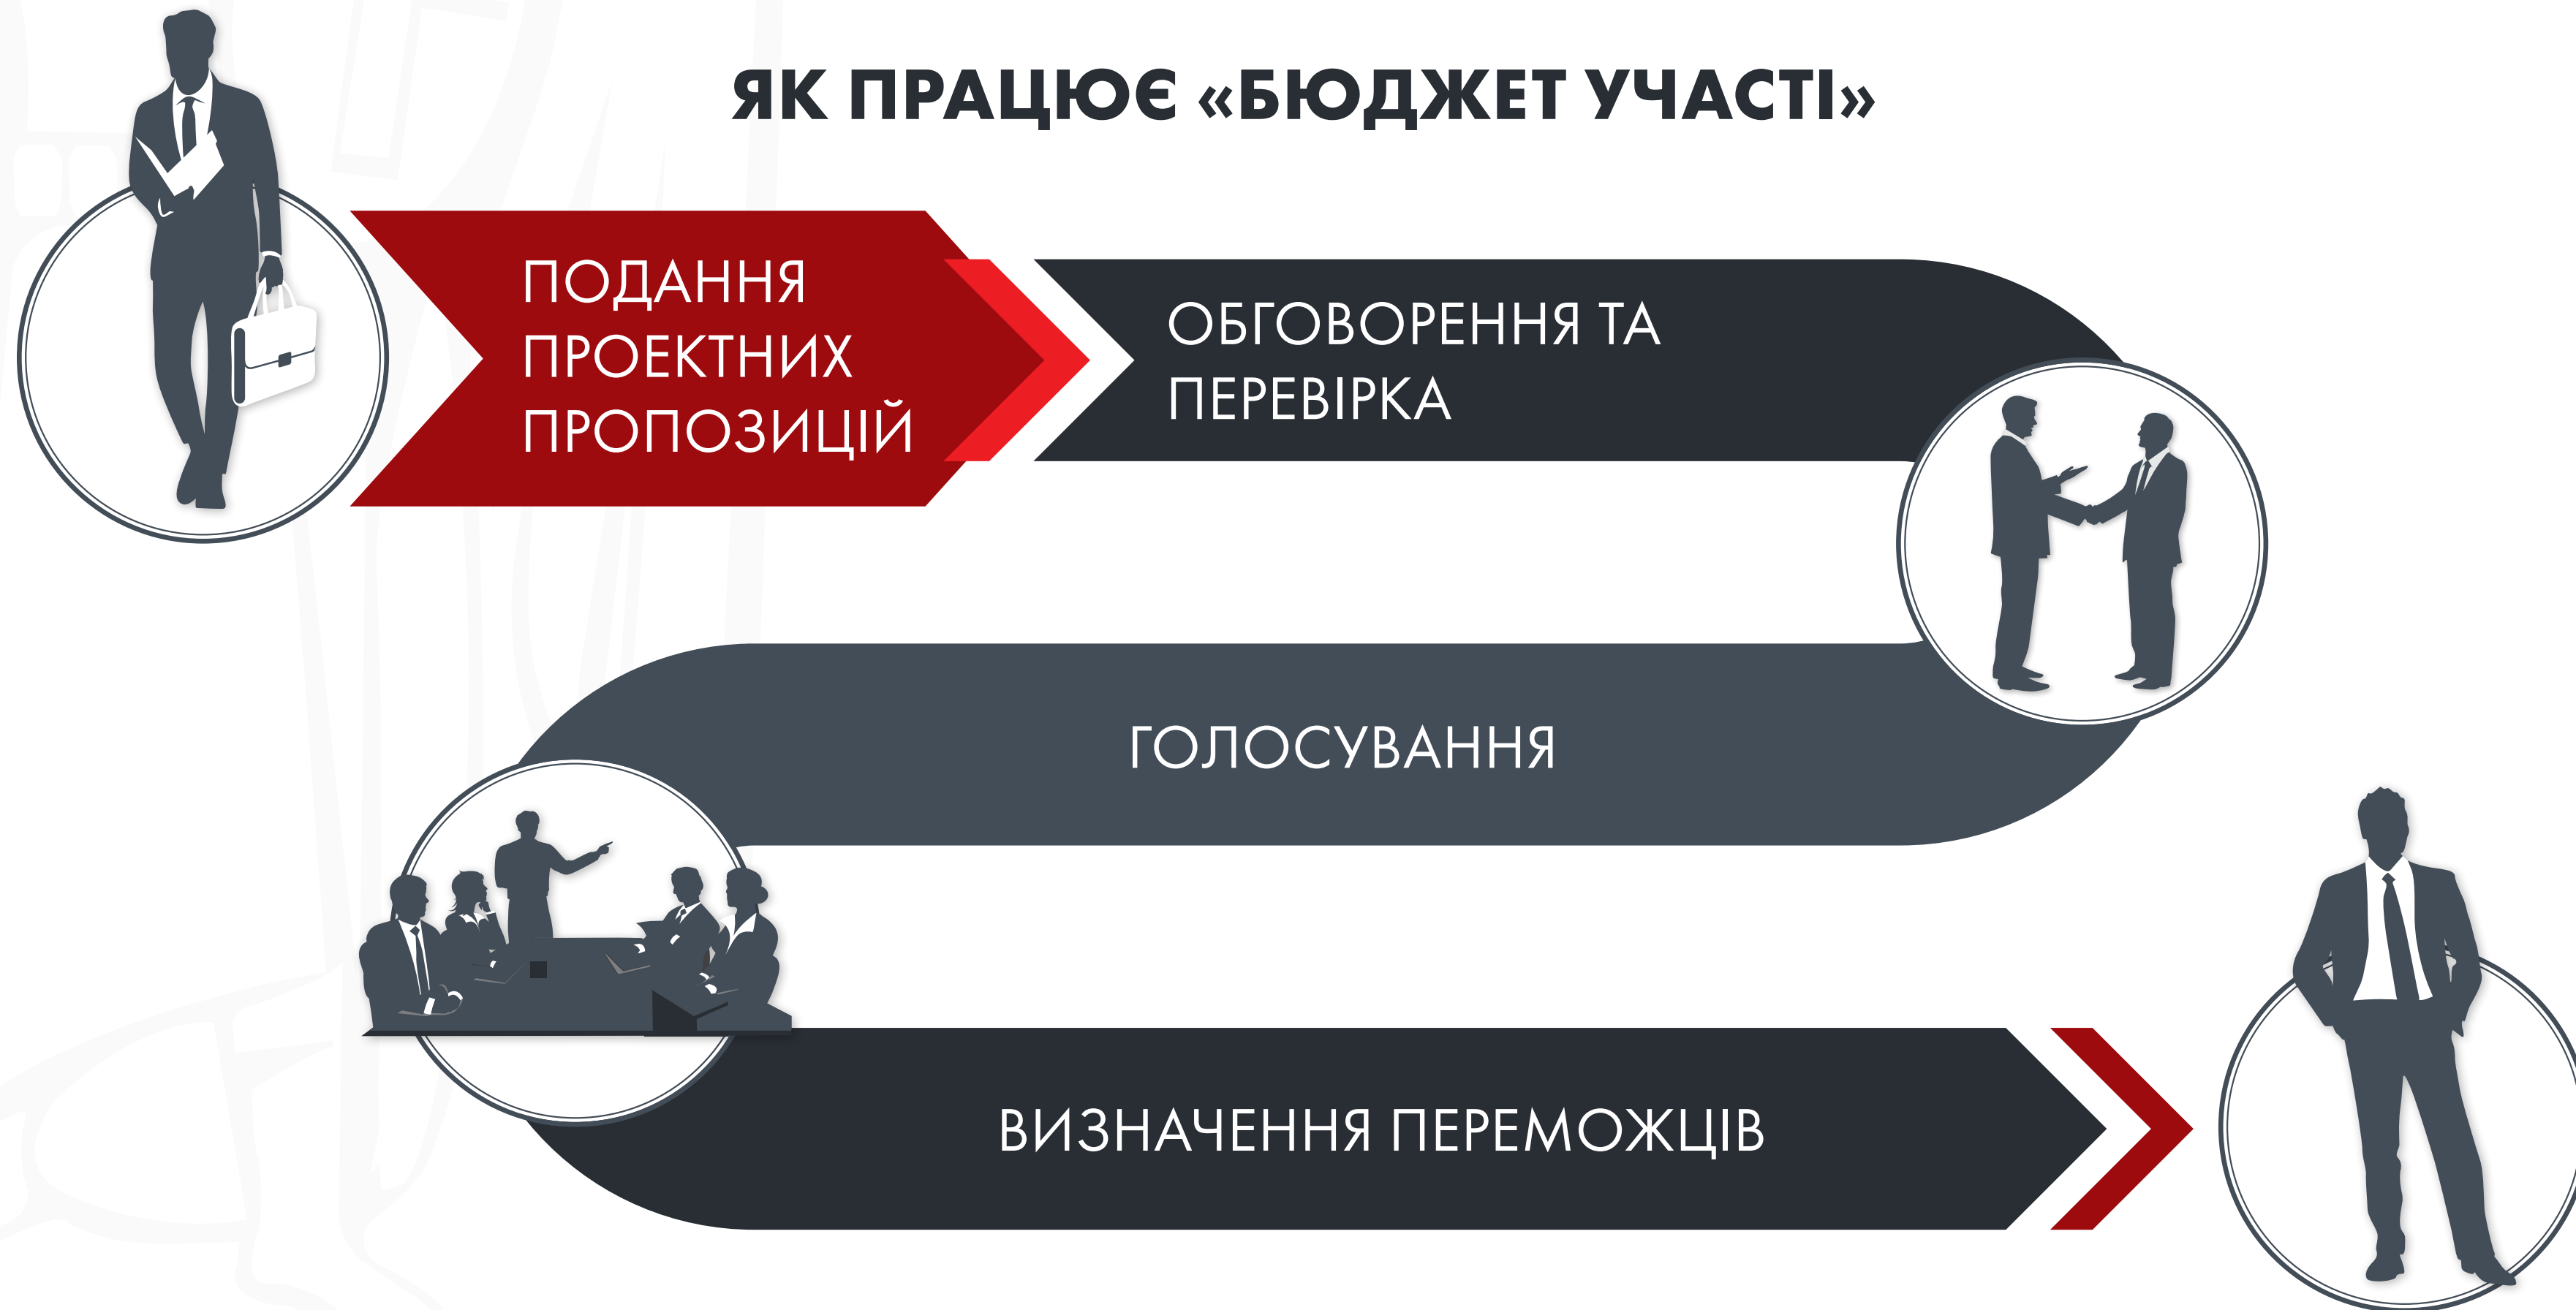 ЯК ПРАЦЮЄ «БЮДЖЕТ УЧАСТІ»
ПОДАННЯ
ПРОЕКТНИХ
ПРОПОЗИЦІЙ
ОБГОВОРЕННЯ ТА
ПЕРЕВІРКА
ГОЛОСУВАННЯ
ВИЗНАЧЕННЯ ПЕРЕМОЖЦІВ